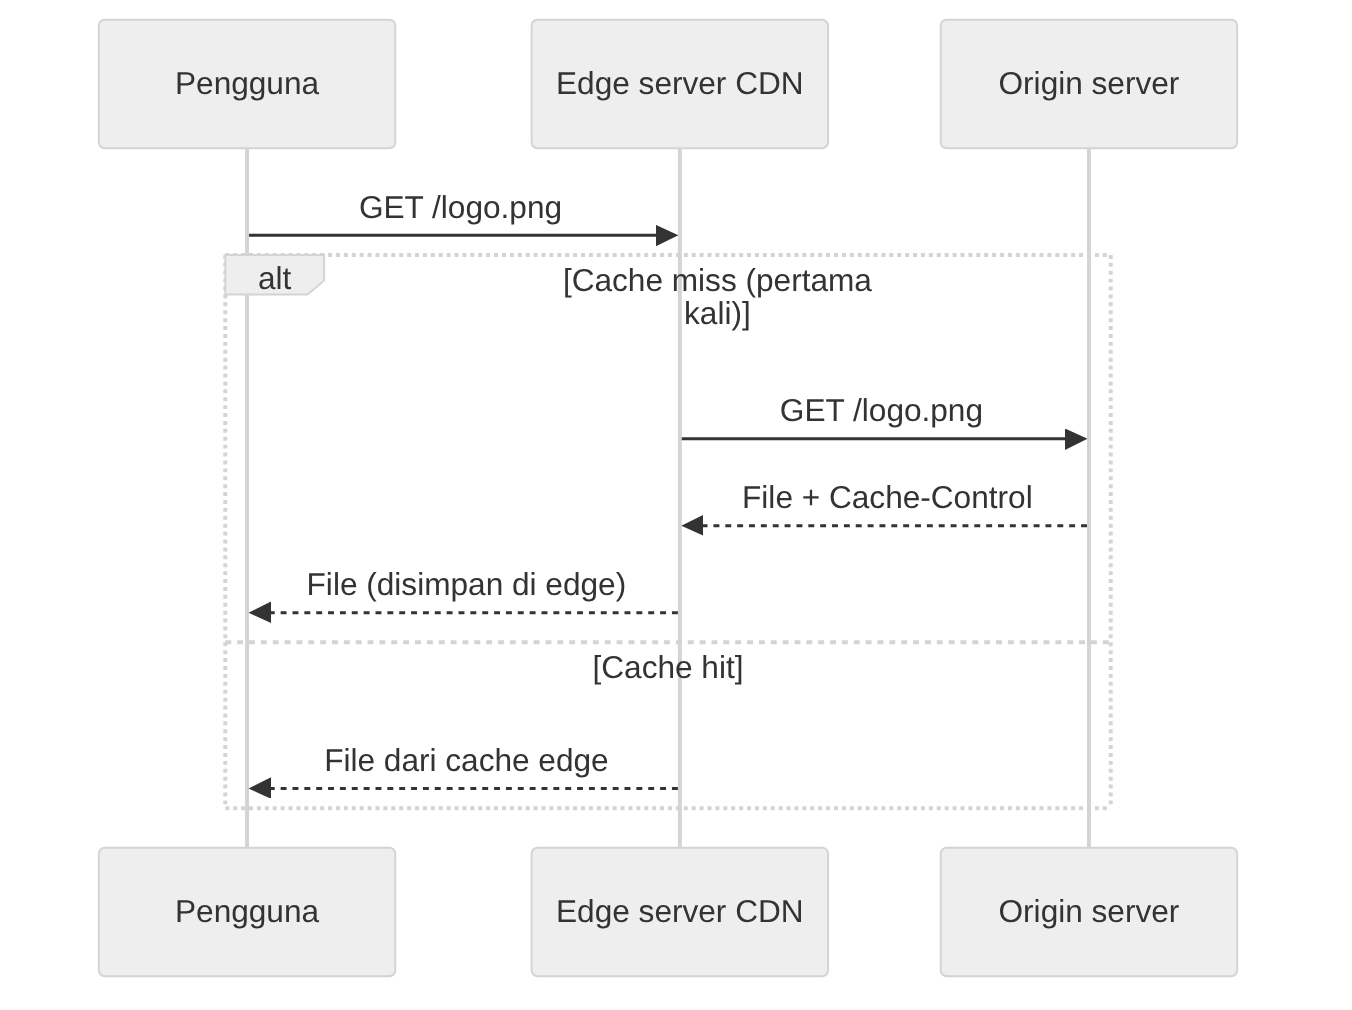 Pengguna
Edge server CDN
Origin server
GET /logo.png
alt
[Cache miss (pertama
kali)]
GET /logo.png
File + Cache-Control
File (disimpan di edge)
[Cache hit]
File dari cache edge
Pengguna
Edge server CDN
Origin server